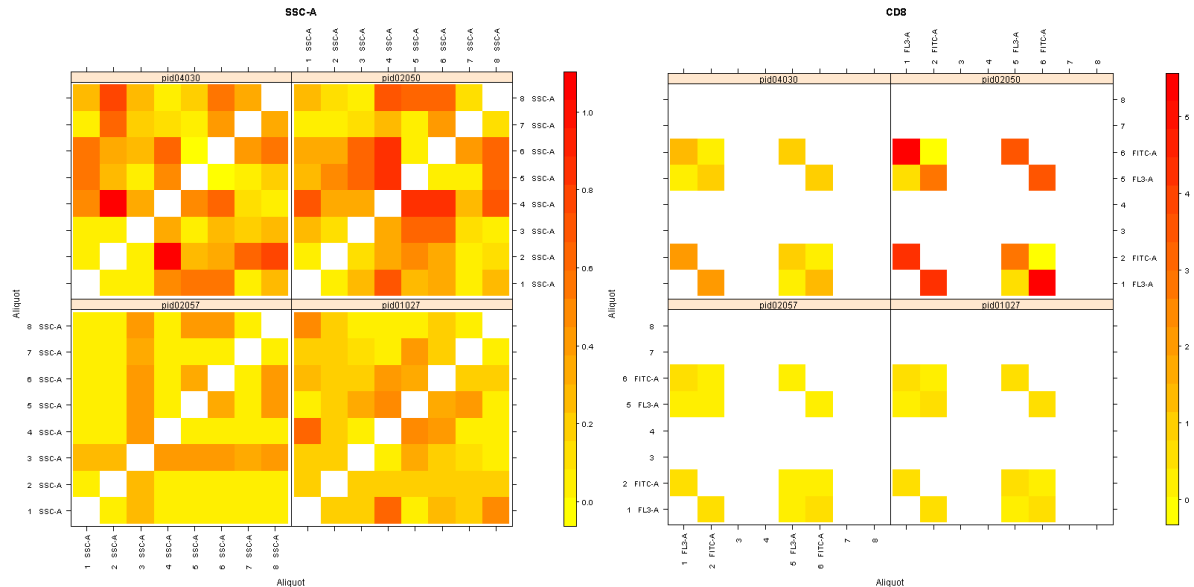 SSC-A
1 SSC-A
2 SSC-A
3 SSC-A
4 SSC-A
5 SSC-A
6 SSC-A
7 SSC-A
8 SSC-A
pid04030 pid02050
8 SSC-A
7 SSC-A
6 SSC-A
5 SSC-A
4 SSC-A
3 SSC-A
2 SSC-A
1 SSC-A
pid02057 pid01027
8 SSC-A
7 SSC-A
6 SSC-A
5 SSC-A
4 SSC-A
3 SSC-A
2 SSC-A
1 SSC-A
1 SSC-A
2 SSC-A
3 SSC-A
4 SSC-A
5 SSC-A
6 SSC-A
7 SSC-A
8 SSC-A
Aliquot
Aliquot
1.0
0.8
0.6
0.4
0.2
0.0
CD8
1 FL3-A
2 FITC-A
3
4
5 FL3-A
6 FITC-A
7
8
pid04030 pid02050
8
7
6 FITC-A
5 FL3-A
4
3
2 FITC-A
1 FL3-A
pid02057 pid01027
8
7
6 FITC-A
5 FL3-A
4
3
2 FITC-A
1 FL3-A
1 FL3-A
2 FITC-A
3
4
5 FL3-A
6 FITC-A
7
8
Aliquot
Aliquot
5
4
3
2
1
0